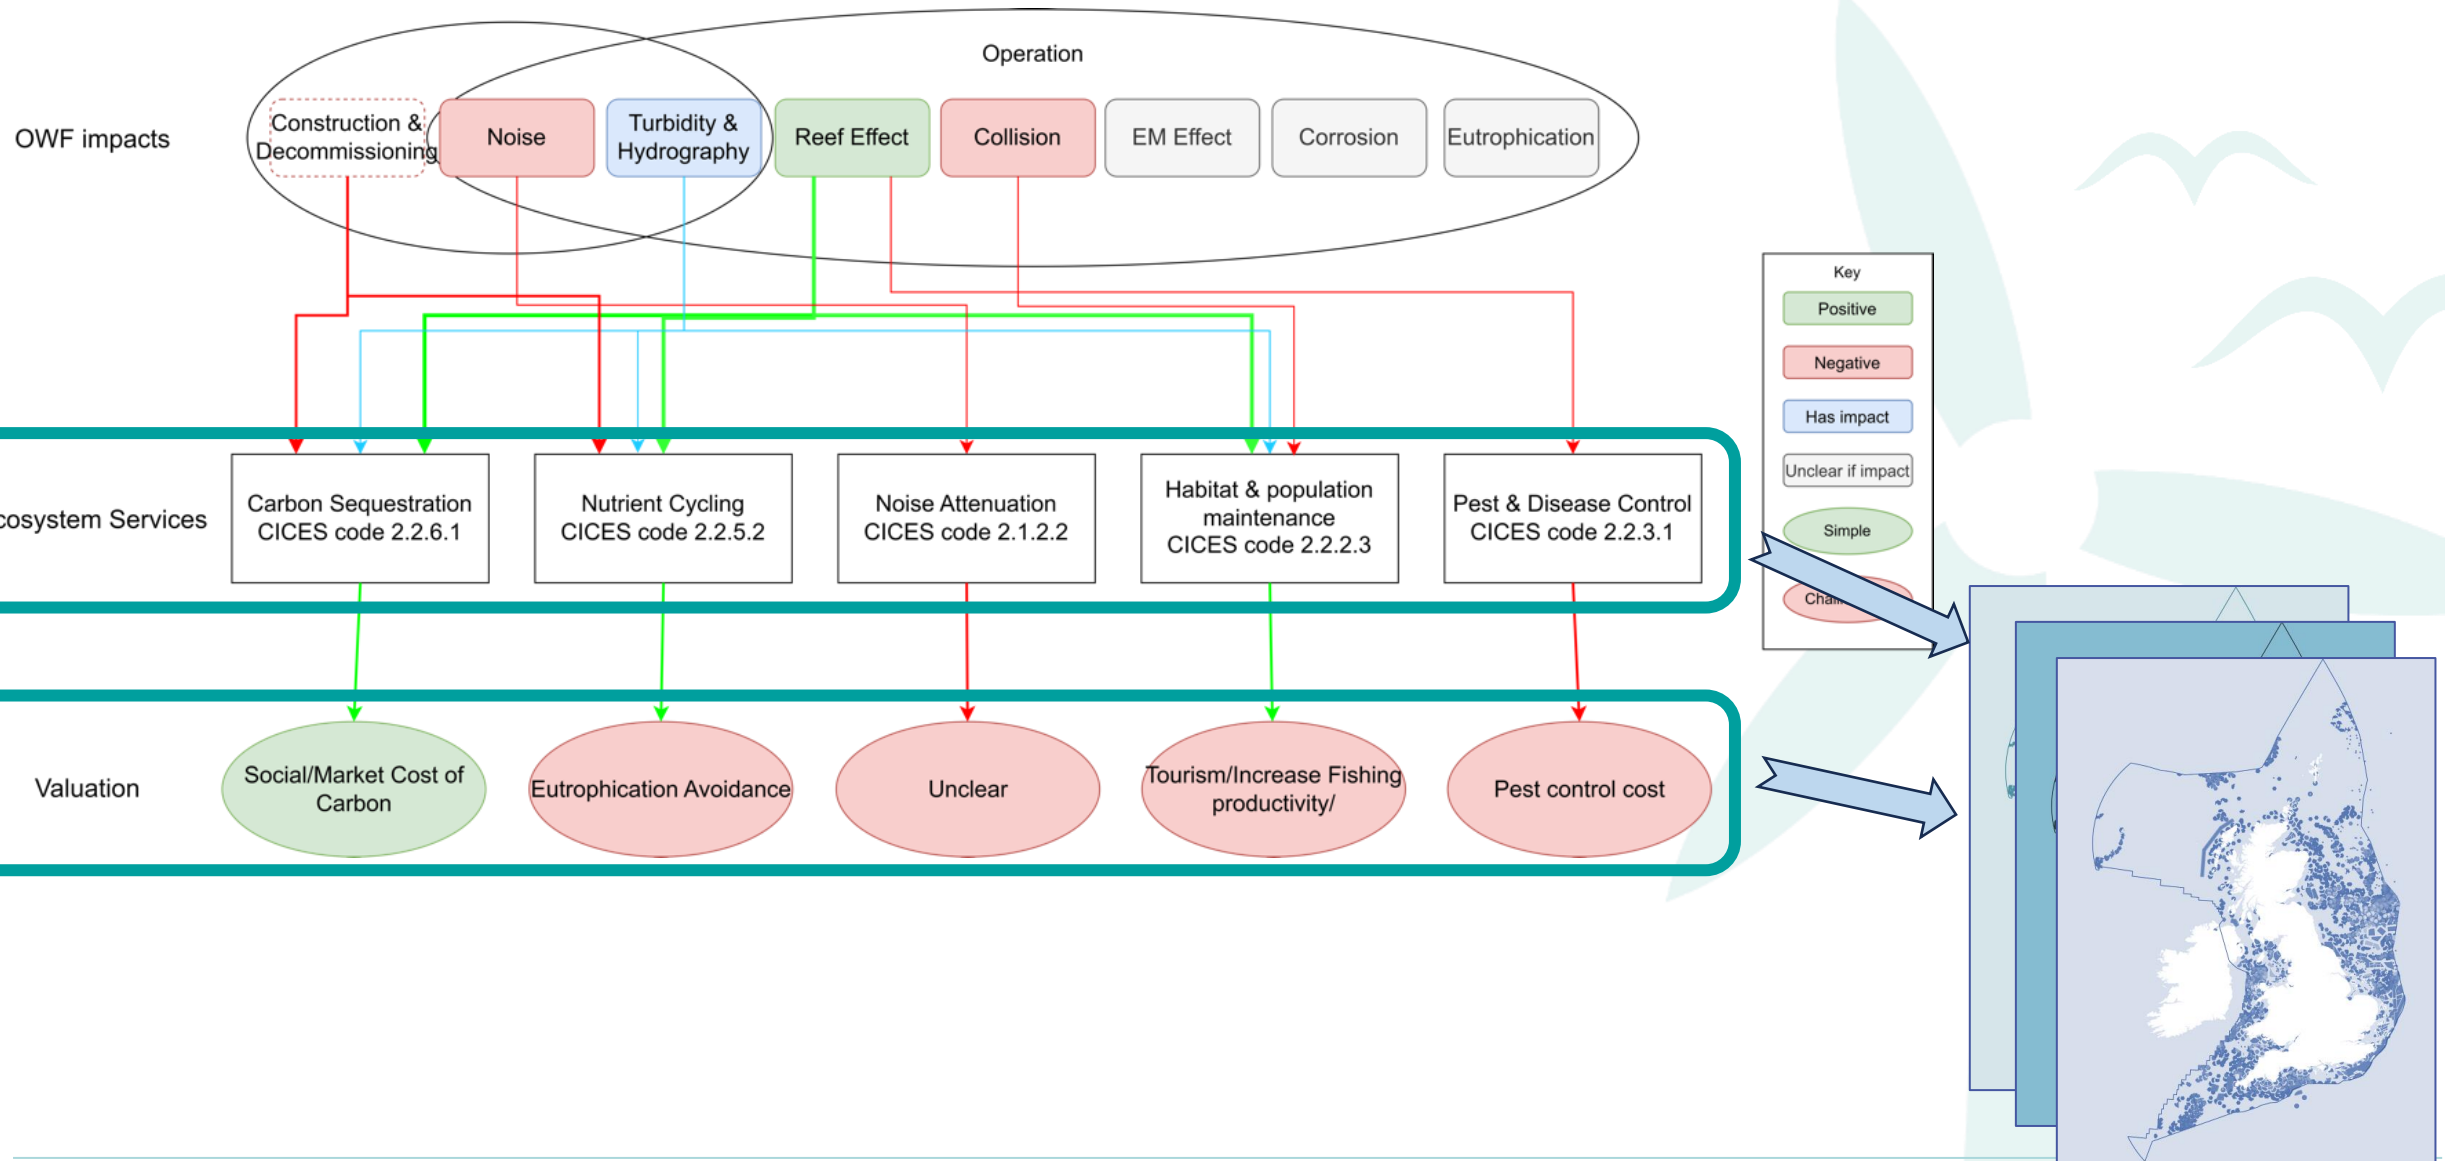 Operation
OWF impacts
Construction &
Decommissioning
Noise
Turbidity &
Hydrography
Reef Effect
Collision
EM Effect
Corrosion
Eutrophication
Key
Positive
Negative
Has impact
Unclear if impact
Simple
cosystem Services
Carbon Sequestration
CICES code 2.2.6.1
Nutrient Cycling
CICES code 2.2.5.2
Noise Attenuation
CICES code 2.1.2.2
Habitat & population
maintenance
CICES code 2.2.2.3
Pest & Disease Control
CICES code 2.2.3.1
Valuation
Social/Market Cost of
Carbon
Eutrophication Avoidance
Unclear
Tourism/Increase Fishing
productivity/
Pest control cost